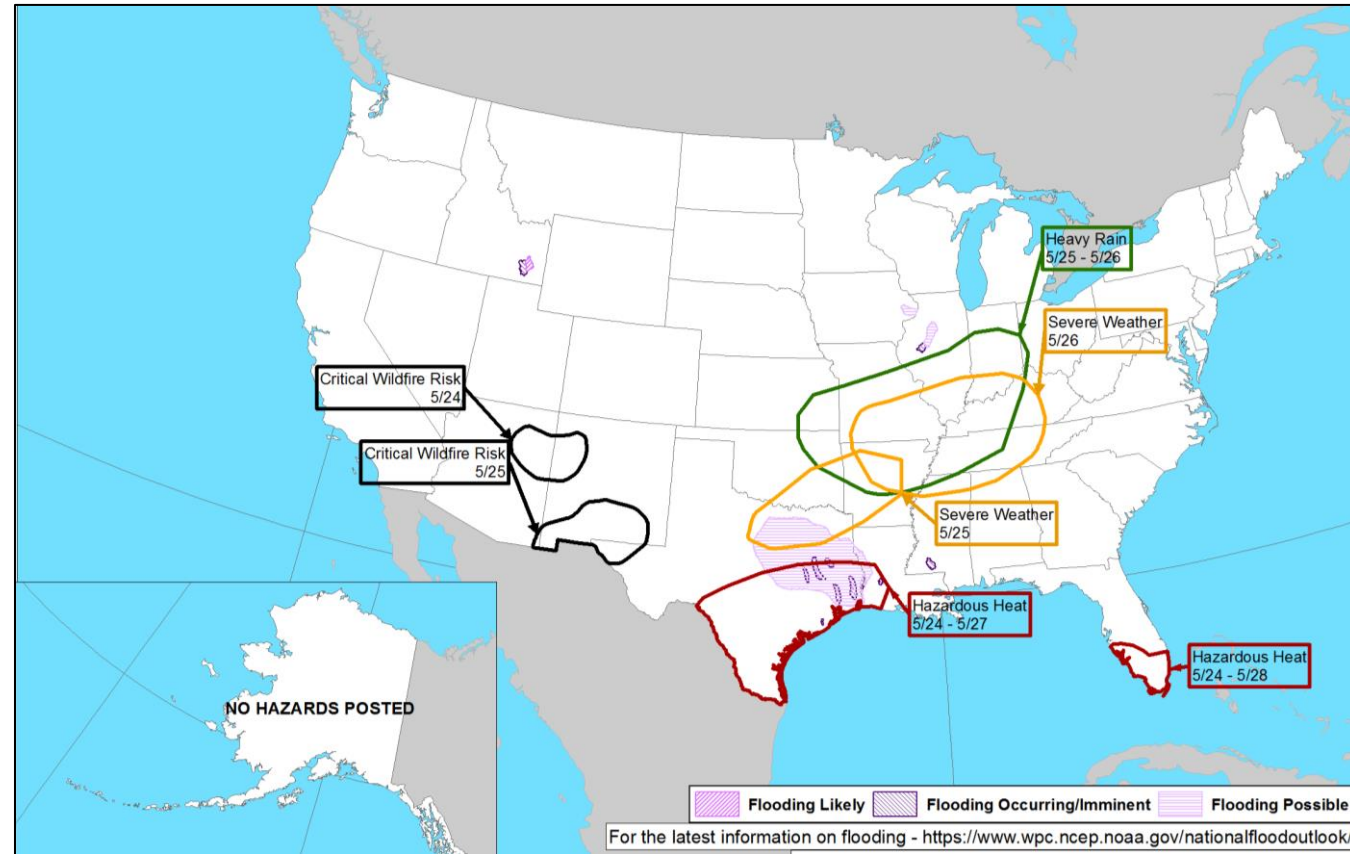 Heavy Rain
5/25 - 5/26
Severe Weather
5/26
Critical Wildfire Risk
5/24
Critical Wildfire Risk
5/25
Severe Weather
5/25
Hazardous Heat
5/24 - 5/27
Hazardous Heat
5/24 - 5/28
NO HAZARDS POSTED
Flooding Likely Flooding Occurring/Imminent Flooding Possible
For the latest information on flooding - https://www.wpc.ncep.noaa.gov/nationalfloodoutlook/